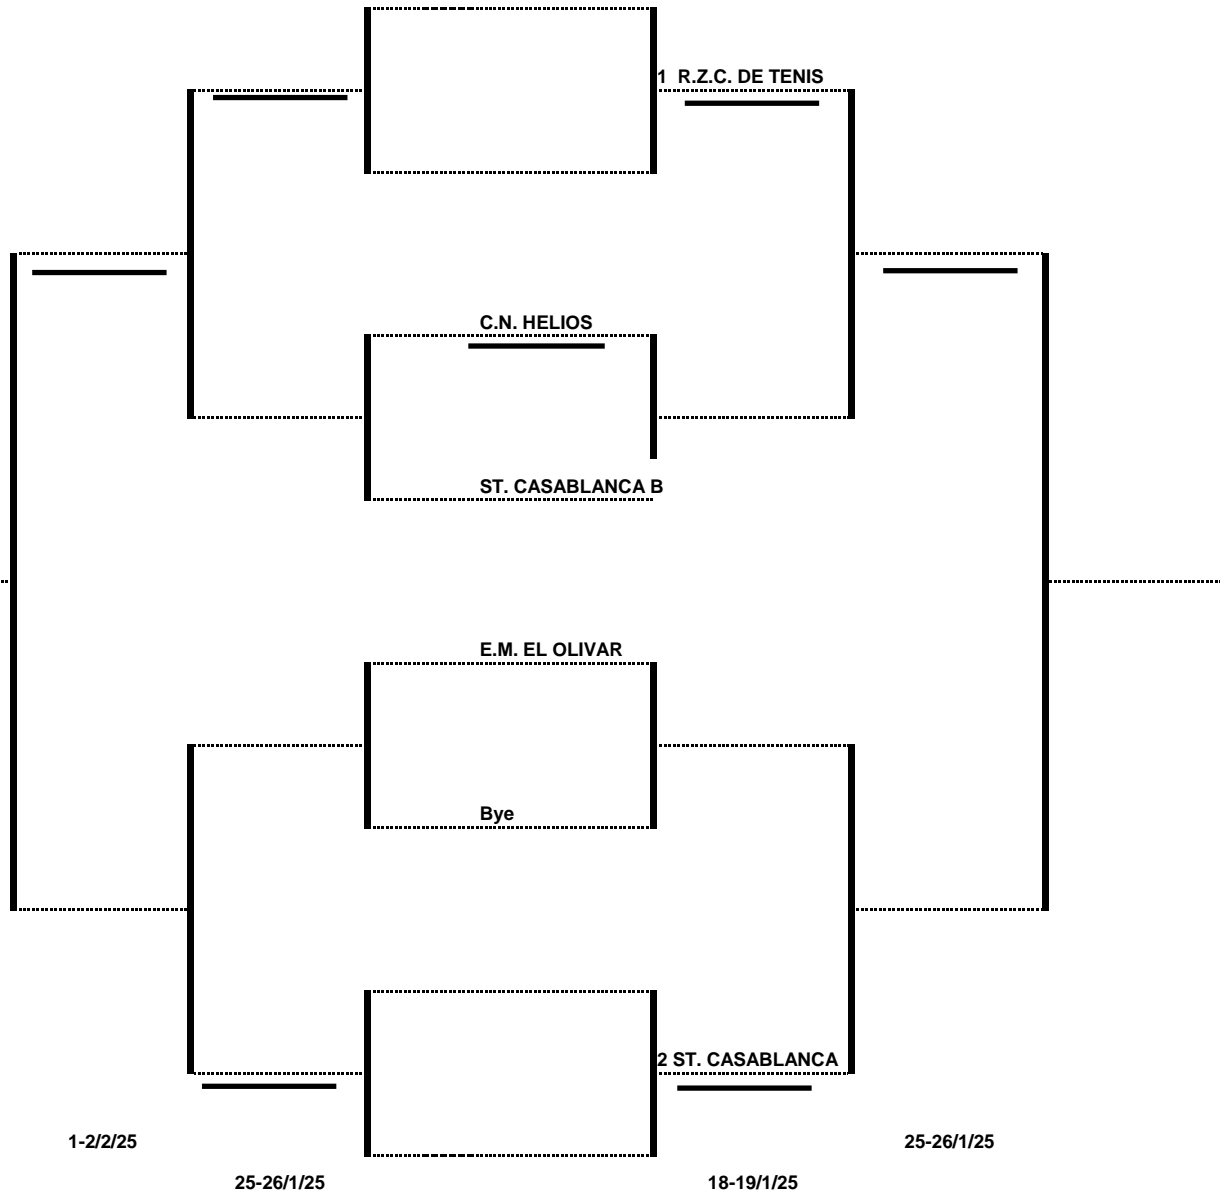 1 R.Z.C. DE TENIS
C.N. HELIOS
ST. CASABLANCA B
E.M. EL OLIVAR
Bye
2 ST. CASABLANCA
1-2/2/25
25-26/1/25
25-26/1/25
18-19/1/25